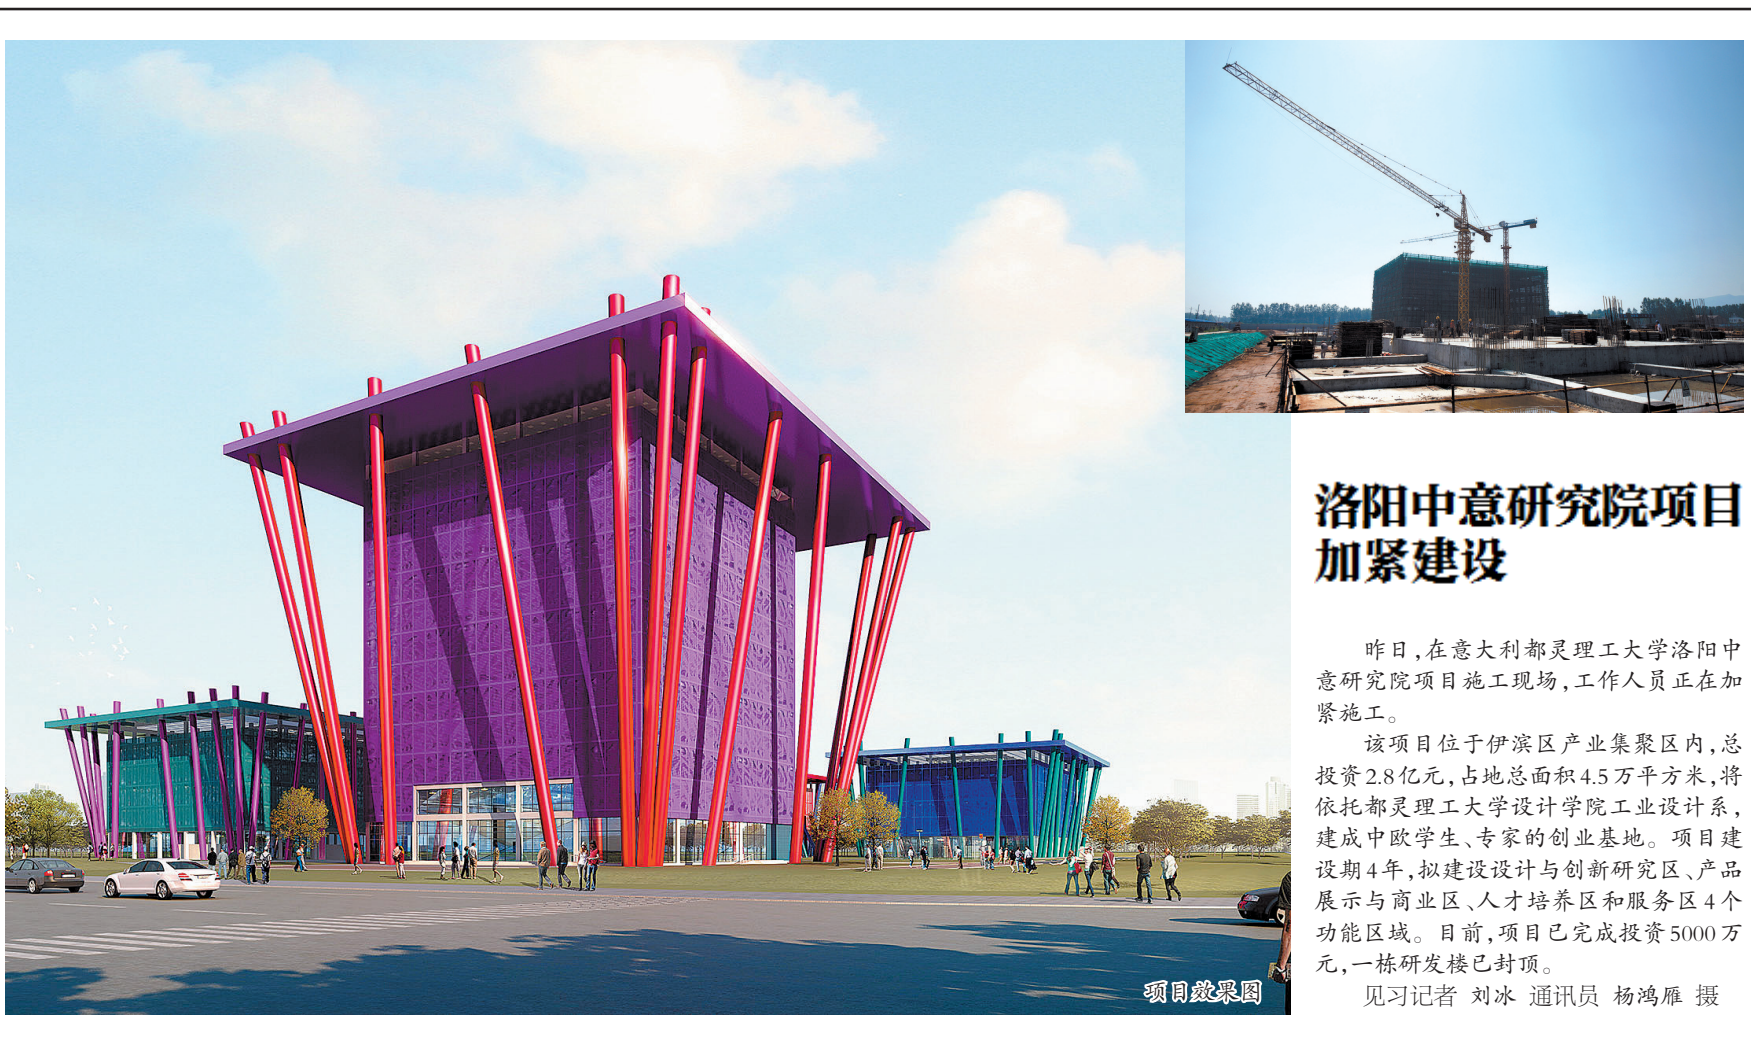 洛阳中意研究院项目
加紧建设
昨日,在意大利都灵理工大学洛阳中
意研究院项目施工现场,工作人员正在加
紧施工。
该项目位于伊滨区产业集聚区内,总
投资2.8亿元,占地总面积4.5万平方米,将
依托都灵理工大学设计学院工业设计系,
建成中欧学生、专家的创业基地。项目建
设期4年,拟建设设计与创新研究区、产品
展示与商业区、人才培养区和服务区4个
功能区域。目前,项目已完成投资5000万
元,一栋研发楼已封顶。
见习记者 刘冰 通讯员 杨鸿雁 摄
项目效果图